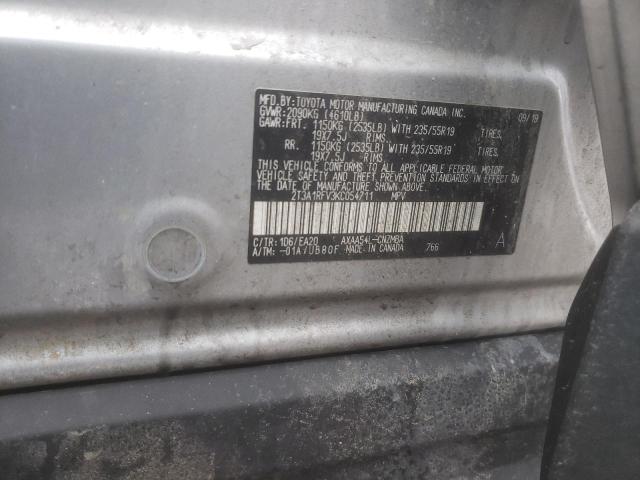 MFD. BY: TOYOTA MOTOR MANUFACTURING CANADA INC. 09/19
GVWR: 2090KG (4610LB)
GAWR: FRT. 1150KG (2535LB) WITH 235/55R19 TIRES,
19X7.5J RIMS
RR. 1150KG (2535LB) WITH 235/55R19 TIRES,
19X7.5J RIMS
THIS VEHICLE CONFORMS TO ALL APPLICABLE FEDERAL MOTOR
VEHICLE SAFETY, BUMPER, AND THEFT PREVENTION
STANDARDS IN EFFECT ON THE DATE OF MANUFACTURE SHOWN ABOVE.
2T3A1RFV3KC054711 MPV
C/TR: 1D6/EA20 AXAA54L-CNZMBA A
A/TM: -01A/UB80F MADE IN CANADA 766